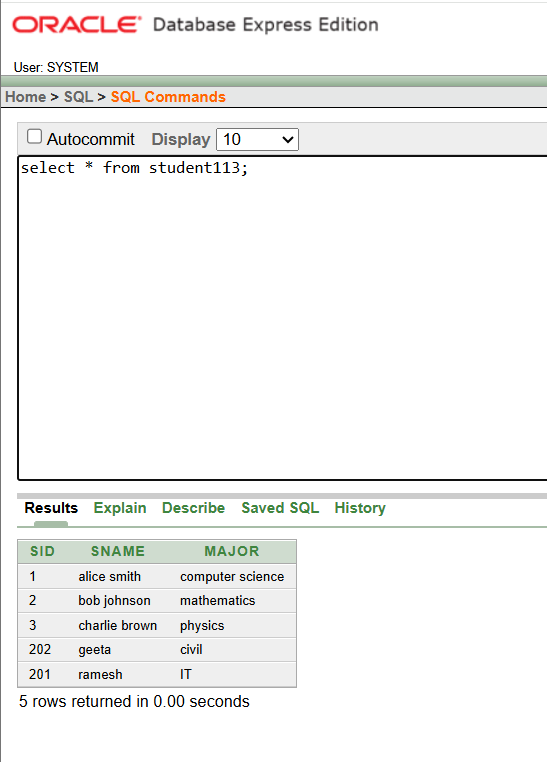 ORACLE Database Express Edition
User: SYSTEM
Home > SQL > SQL Commands
Autocommit Display 10
select * from student113;
Results Explain Describe Saved SQL History
SID SNAME MAJOR
1 alice smith computer science
2 bob johnson mathematics
3 charlie brown physics
202 geeta civil
201 ramesh IT
5 rows returned in 0.00 seconds